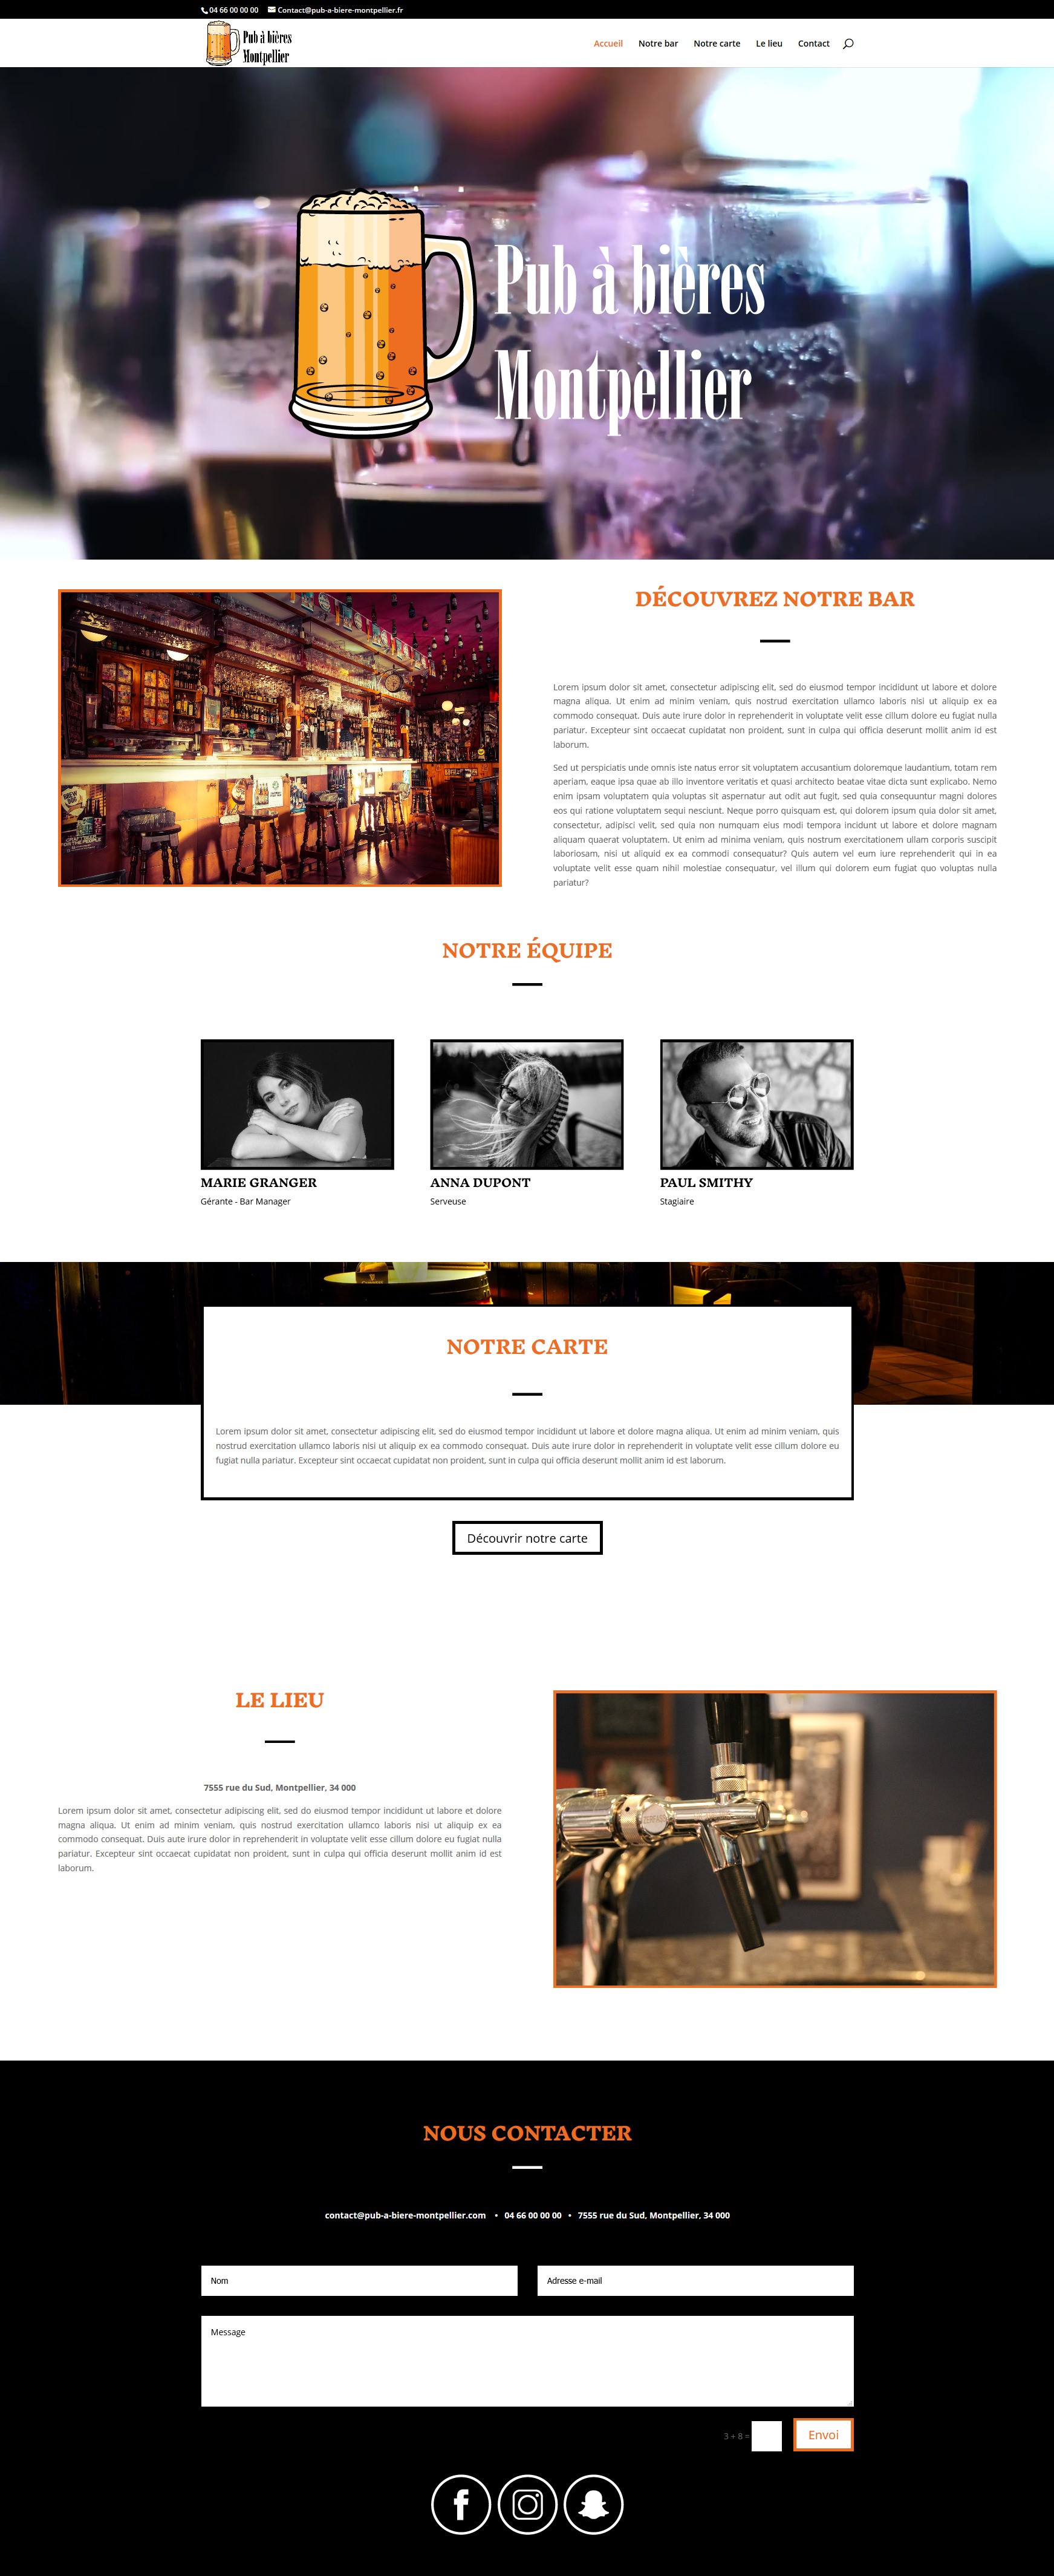 04 66 00 00 00 Contact@pub-a-biere-montpellier.fr
Pub à bières
Montpellier
Accueil Notre bar Notre carte Le lieu Contact
Pub à bières
Montpellier
DÉCOUVREZ NOTRE BAR
Lorem ipsum dolor sit amet, consectetur adipiscing elit, sed do eiusmod tempor incididunt ut labore et dolore
magna aliqua. Ut enim ad minim veniam, quis nostrud exercitation ullamco laboris nisi ut aliquip ex ea
commodo consequat. Duis aute irure dolor in reprehenderit in voluptate velit esse cillum dolore eu fugiat nulla
pariatur. Excepteur sint occaecat cupidatat non proident, sunt in culpa qui officia deserunt mollit anim id est
laborum.
Sed ut perspiciatis unde omnis iste natus error sit voluptatem accusantium doloremque laudantium, totam rem
aperiam, eaque ipsa quae ab illo inventore veritatis et quasi architecto beatae vitae dicta sunt explicabo. Nemo
enim ipsam voluptatem quia voluptas sit aspernatur aut odit aut fugit, sed quia consequuntur magni dolores
eos qui ratione voluptatem sequi nesciunt. Neque porro quisquam est, qui dolorem ipsum quia dolor sit amet,
consectetur, adipisci velit, sed quia non numquam eius modi tempora incidunt ut labore et dolore magnam
aliquam quaerat voluptatem. Ut enim ad minima veniam, quis nostrum exercitationem ullam corporis suscipit
laboriosam, nisi ut aliquid ex ea commodi consequatur? Quis autem vel eum iure reprehenderit qui in ea
voluptate velit esse quam nihil molestiae consequatur, vel illum qui dolorem eum fugiat quo voluptas nulla
pariatur?
NOTRE ÉQUIPE
MARIE GRANGER
Gérante - Bar Manager
ANNA DUPONT
Serveuse
PAUL SMITHY
Stagiaire
NOTRE CARTE
Lorem ipsum dolor sit amet, consectetur adipiscing elit, sed do eiusmod tempor incididunt ut labore et dolore magna aliqua. Ut enim ad minim veniam, quis
nostrud exercitation ullamco laboris nisi ut aliquip ex ea commodo consequat. Duis aute irure dolor in reprehenderit in voluptate velit esse cillum dolore eu
fugiat nulla pariatur. Excepteur sint occaecat cupidatat non proident, sunt in culpa qui officia deserunt mollit anim id est laborum.
Découvrir notre carte
LE LIEU
7555 rue du Sud, Montpellier, 34 000
Lorem ipsum dolor sit amet, consectetur adipiscing elit, sed do eiusmod tempor incididunt ut labore et dolore
magna aliqua. Ut enim ad minim veniam, quis nostrud exercitation ullamco laboris nisi ut aliquip ex ea
commodo consequat. Duis aute irure dolor in reprehenderit in voluptate velit esse cillum dolore eu fugiat nulla
pariatur. Excepteur sint occaecat cupidatat non proident, sunt in culpa qui officia deserunt mollit anim id est
laborum.
NOUS CONTACTER
contact@pub-a-biere-montpellier.com • 04 66 00 00 00 • 7555 rue du Sud, Montpellier, 34 000
Nom
Adresse e-mail
Message
3 + 8 =
Envoi